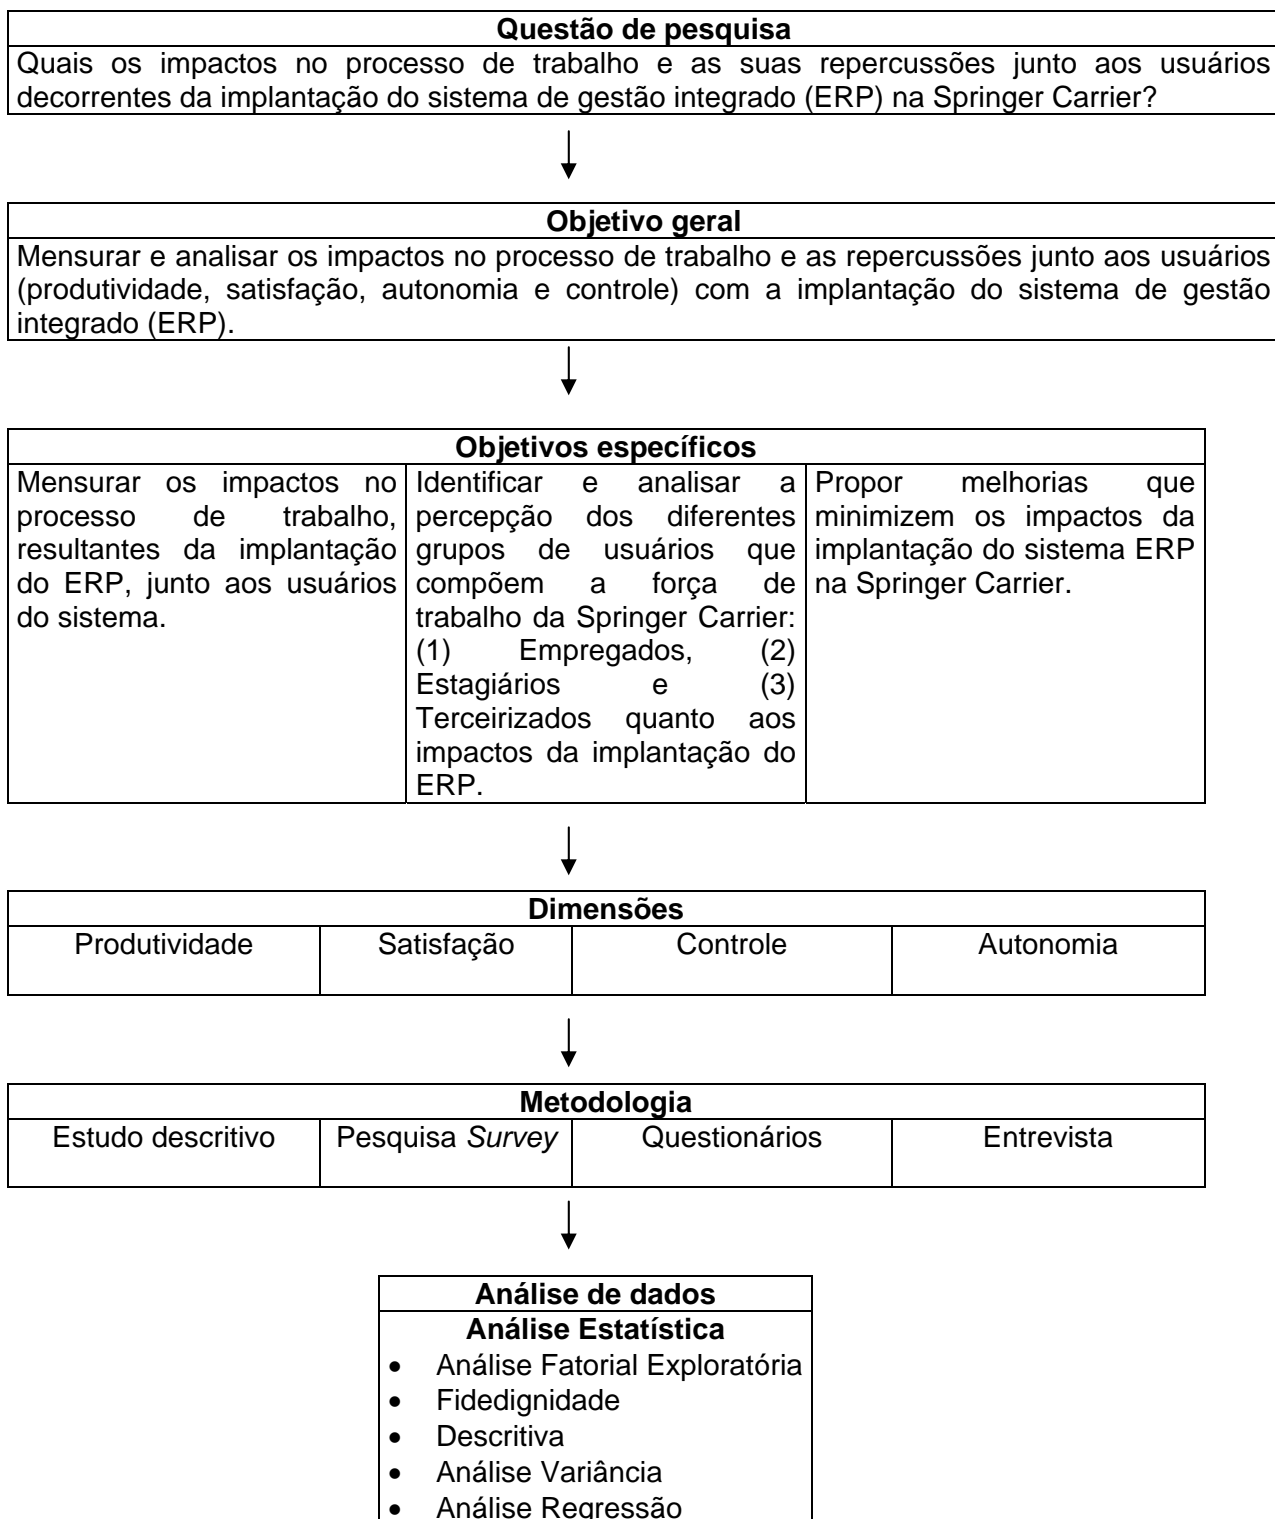 Questão de pesquisa
Quais os impactos no processo de trabalho e as suas repercussões junto aos usuários
decorrentes da implantação do sistema de gestão integrado (ERP) na Springer Carrier?
Objetivo geral
Mensurar e analisar os impactos no processo de trabalho e as repercussões junto aos usuários
(produtividade, satisfação, autonomia e controle) com a implantação do sistema de gestão
integrado (ERP).
Objetivos específicos
Mensurar os impactos no
processo de trabalho,
resultantes da implantação
do ERP, junto aos usuários
do sistema.
Identificar e analisar a
percepção dos diferentes
grupos de usuários que
compõem a força de
trabalho da Springer Carrier:
(1) Empregados, (2)
Estagiários e (3)
Terceirizados quanto aos
impactos da implantação do
ERP.
Propor melhorias que
minimizem os impactos da
implantação do sistema ERP
na Springer Carrier.
Dimensões
Produtividade
Satisfação
Controle
Autonomia
Metodologia
Estudo descritivo
Pesquisa Survey
Questionários
Entrevista
Análise de dados
Análise Estatística
• Análise Fatorial Exploratória
• Fidedignidade
• Descritiva
• Análise Variância
• Análise Regressão